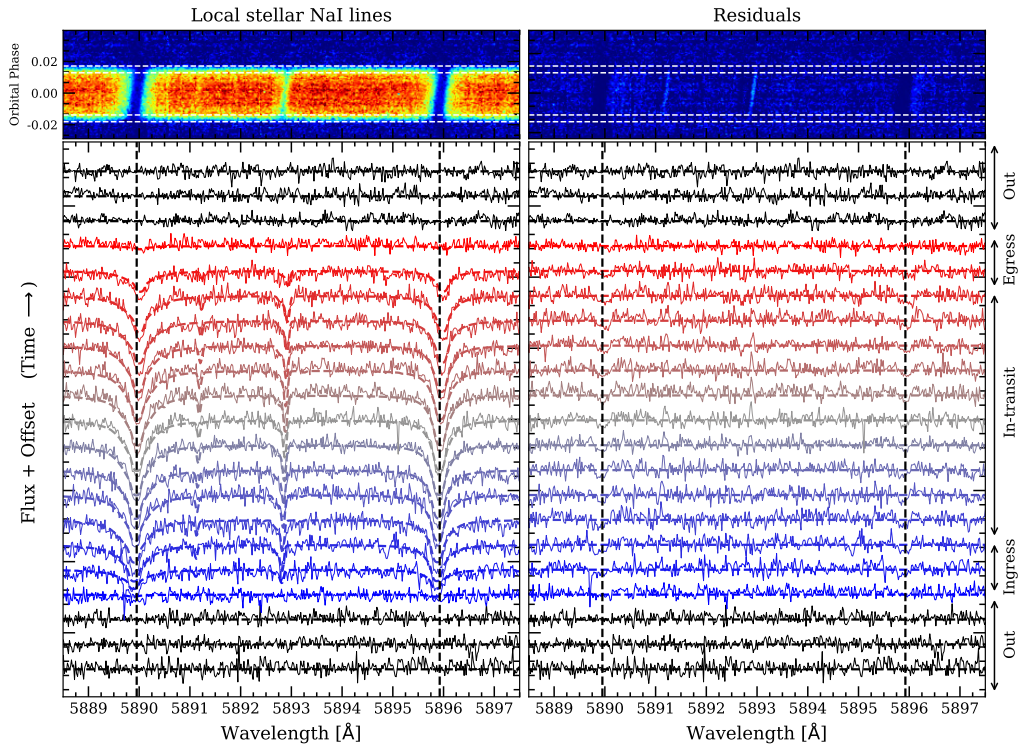 Local stellar NaI lines
Residuals
Orbital Phase
0.02
0.00
-0.02
Flux + Offset (Time ⟶)
Out
Egress
In-transit
Ingress
Out
5889 5890 5891 5892 5893 5894 5895 5896 5897
5889 5890 5891 5892 5893 5894 5895 5896 5897
Wavelength [Å]
Wavelength [Å]